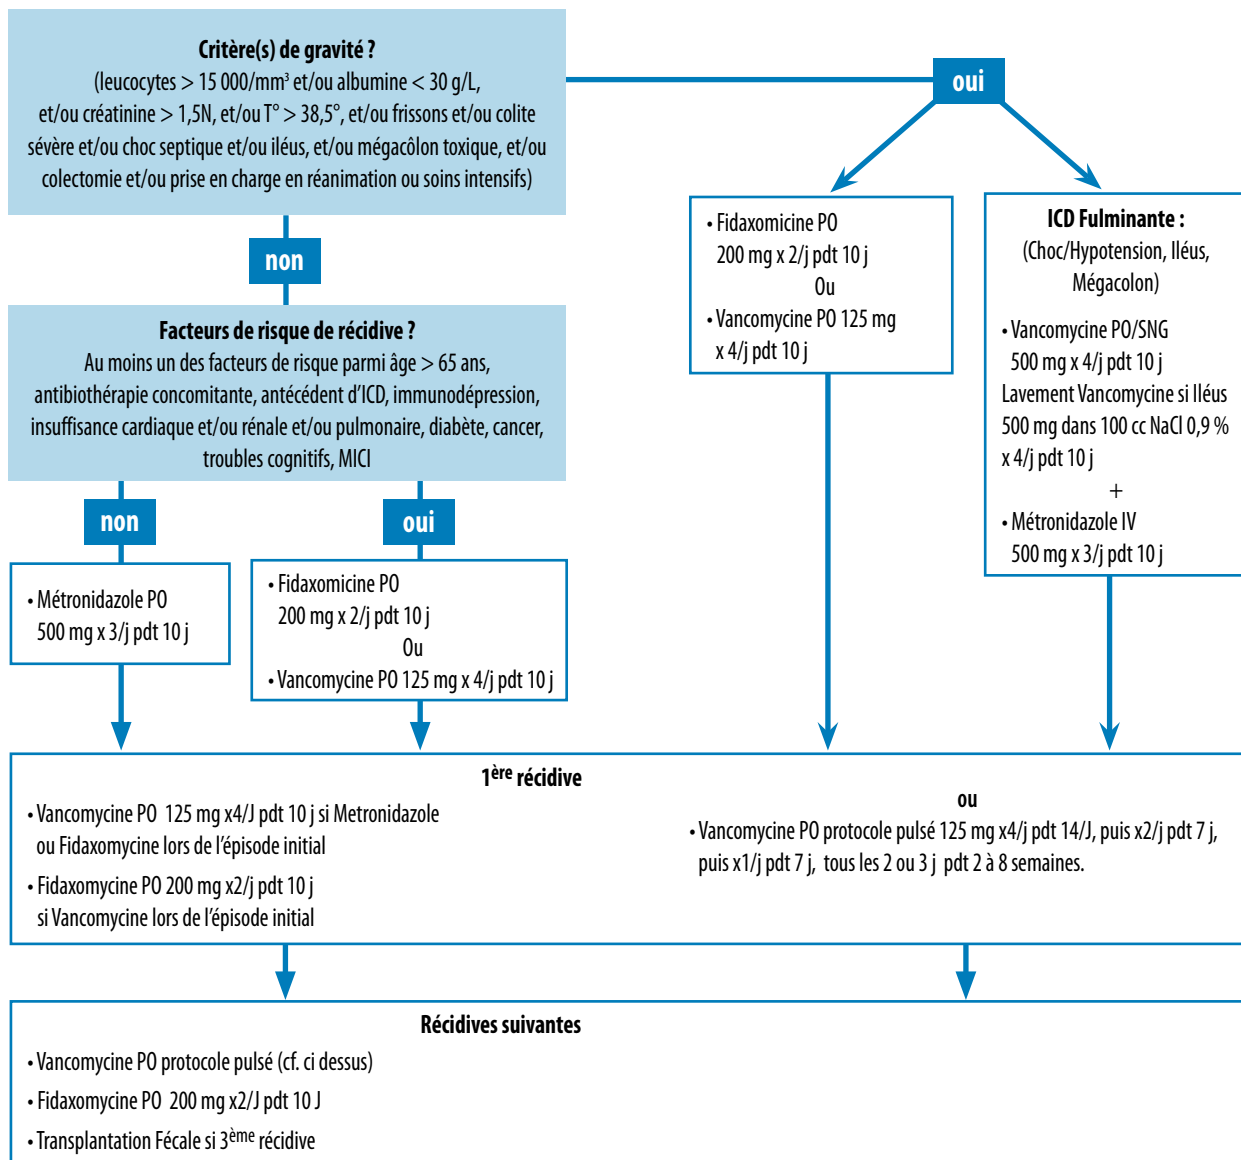 Critère(s) de gravité ?
(leucocytes > 15 000/mm³ et/ou albumine < 30 g/L,
et/ou créatinine > 1,5N, et/ou T° > 38,5°, et/ou frissons et/ou colite
sévère et/ou choc septique et/ou iléus, et/ou mégacôlon toxique, et/ou
colectomie et/ou prise en charge en réanimation ou soins intensifs)
oui
non
• Fidaxomicine PO
200 mg x 2/j pdt 10 j
Ou
• Vancomycine PO 125 mg
x 4/j pdt 10 j
ICD Fulminante :
(Choc/Hypotension, Iléus,
Mégacolon)
• Vancomycine PO/SNG
500 mg x 4/j pdt 10 j
Lavement Vancomycine si Iléus
500 mg dans 100 cc NaCl 0,9 %
x 4/j pdt 10 j
+
• Métronidazole IV
500 mg x 3/j pdt 10 j
Facteurs de risque de récidive ?
Au moins un des facteurs de risque parmi âge > 65 ans,
antibiothérapie concomitante, antécédent d'ICD, immunodépression,
insuffisance cardiaque et/ou rénale et/ou pulmonaire, diabète, cancer,
troubles cognitifs, MICI
non
oui
• Métronidazole PO
500 mg x 3/j pdt 10 j
• Fidaxomicine PO
200 mg x 2/j pdt 10 j
Ou
• Vancomycine PO 125 mg x 4/j pdt 10 j
1ère récidive
• Vancomycine PO 125 mg x4/J pdt 10 j si Metronidazole
ou Fidaxomycine lors de l'épisode initial
• Fidaxomycine PO 200 mg x2/j pdt 10 j
si Vancomycine lors de l'épisode initial
ou
• Vancomycine PO protocole pulsé 125 mg x4/j pdt 14/J, puis x2/j pdt 7 j,
puis x1/j pdt 7 j, tous les 2 ou 3 j pdt 2 à 8 semaines.
Récidives suivantes
• Vancomycine PO protocole pulsé (cf. ci dessus)
• Fidaxomycine PO 200 mg x2/J pdt 10 J
• Transplantation Fécale si 3ème récidive